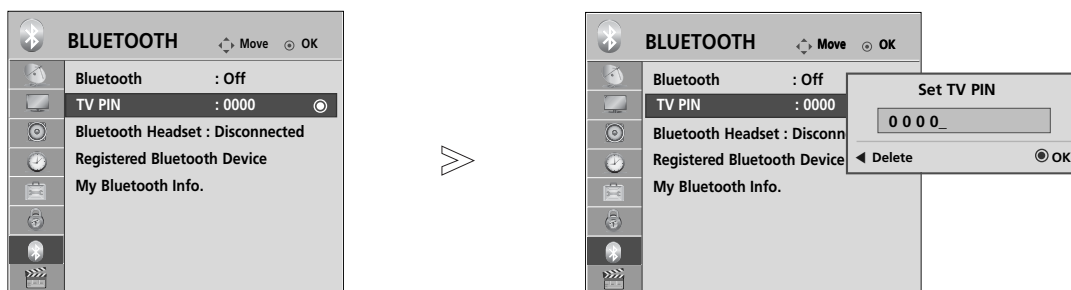 BLUETOOTH Move OK
Bluetooth : Off
TV PIN : 0000
Bluetooth Headset : Disconnected
Registered Bluetooth Device
My Bluetooth Info.
BLUETOOTH Move OK
Bluetooth : Off
TV PIN : 0000
Bluetooth Headset : Disconn
Registered Bluetooth Device
My Bluetooth Info.
Set TV PIN
0 0 0 0_
Delete OK